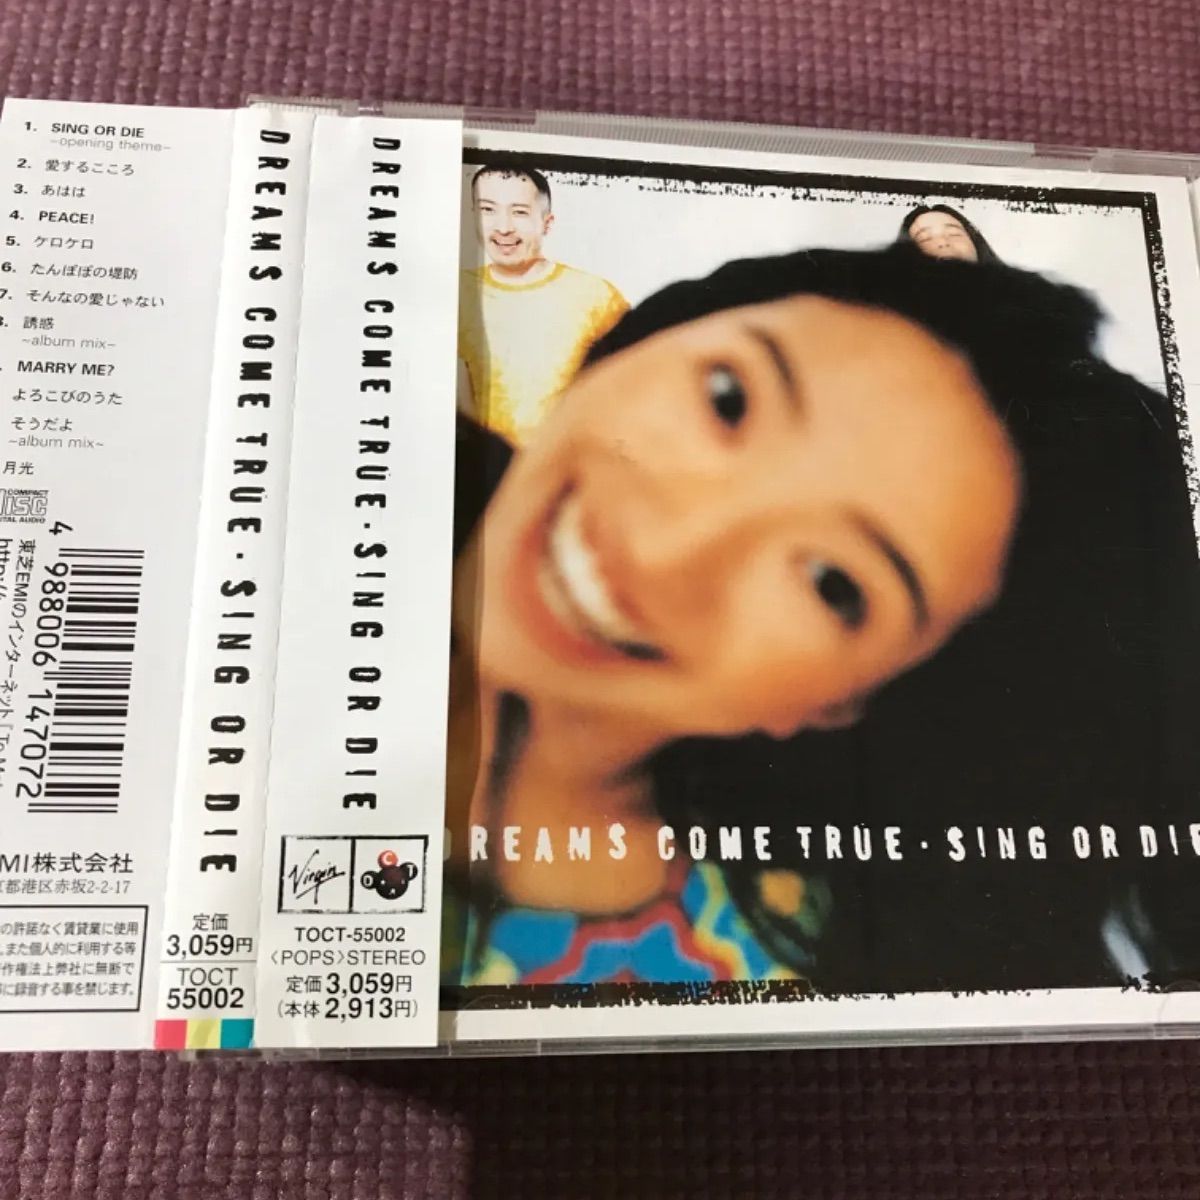 1. SING OR DIE
~opening theme~
2. 愛するこころ
3. あはは
4. PEACE!
5. ケロケロ
6. たんぽぽの堤防
7. そんなの愛じゃない
8. 誘惑
~album mix~
MARRY ME?
よろこびのうた
そうだよ
~album mix~
月光
COMPACT
DISC
DIGITAL AUDIO
4 988006 147072
東芝EMIのインターネット
EMI株式会社
都港区赤坂2-2-17
の許諾なく賃貸業に使用
、また個人的に利用する等
作権法上弊社に無断で
に録音する事を禁じます。
DREAMS COME TRUE・SING OR DIE
定価
3,059円
TOCT
55002
DREAMS COME TRUE・SING OR DIE
Virgin
D C T
TOCT-55002
〈POPS〉STEREO
定価 3,059円
(本体 2,913円)
DREAMS COME TRUE・SING OR DIE